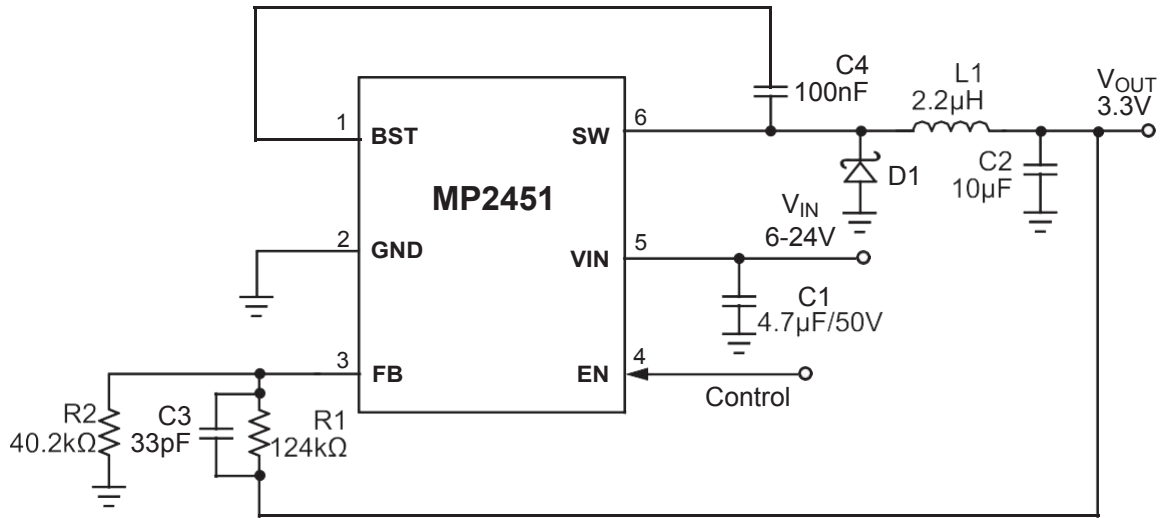 C4
100nF
L1
2.2µH
VOUT
3.3V
1
BST
SW
6
MP2451
D1
C2
10µF
VIN
6-24V
2
GND
VIN
5
C1
4.7µF/50V
3
FB
EN
4
Control
R2
40.2kΩ
C3
33pF
R1
124kΩ